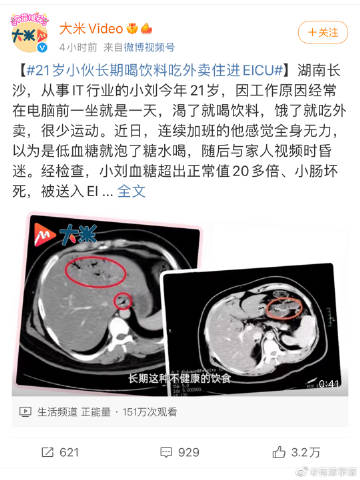 大米Video
4小时前 来自微博视频号
+关注
【#21岁小伙长期喝饮料吃外卖住进EICU#】湖南长
沙，从事IT行业的小刘今年21岁，因工作原因经常
在电脑前一坐就是一天，渴了就喝饮料，饿了就吃外
卖，很少运动。近日，连续加班的他感觉全身无力，
以为是低血糖就泡了糖水喝，随后与家人视频时昏
迷。经检查，小刘血糖超出正常值20多倍、小肠坏
死，被送入EI ... 全文
大米
长期这种不健康的饮食
0:41
生活频道 正能量 · 151万次观看
621
929
3.2万